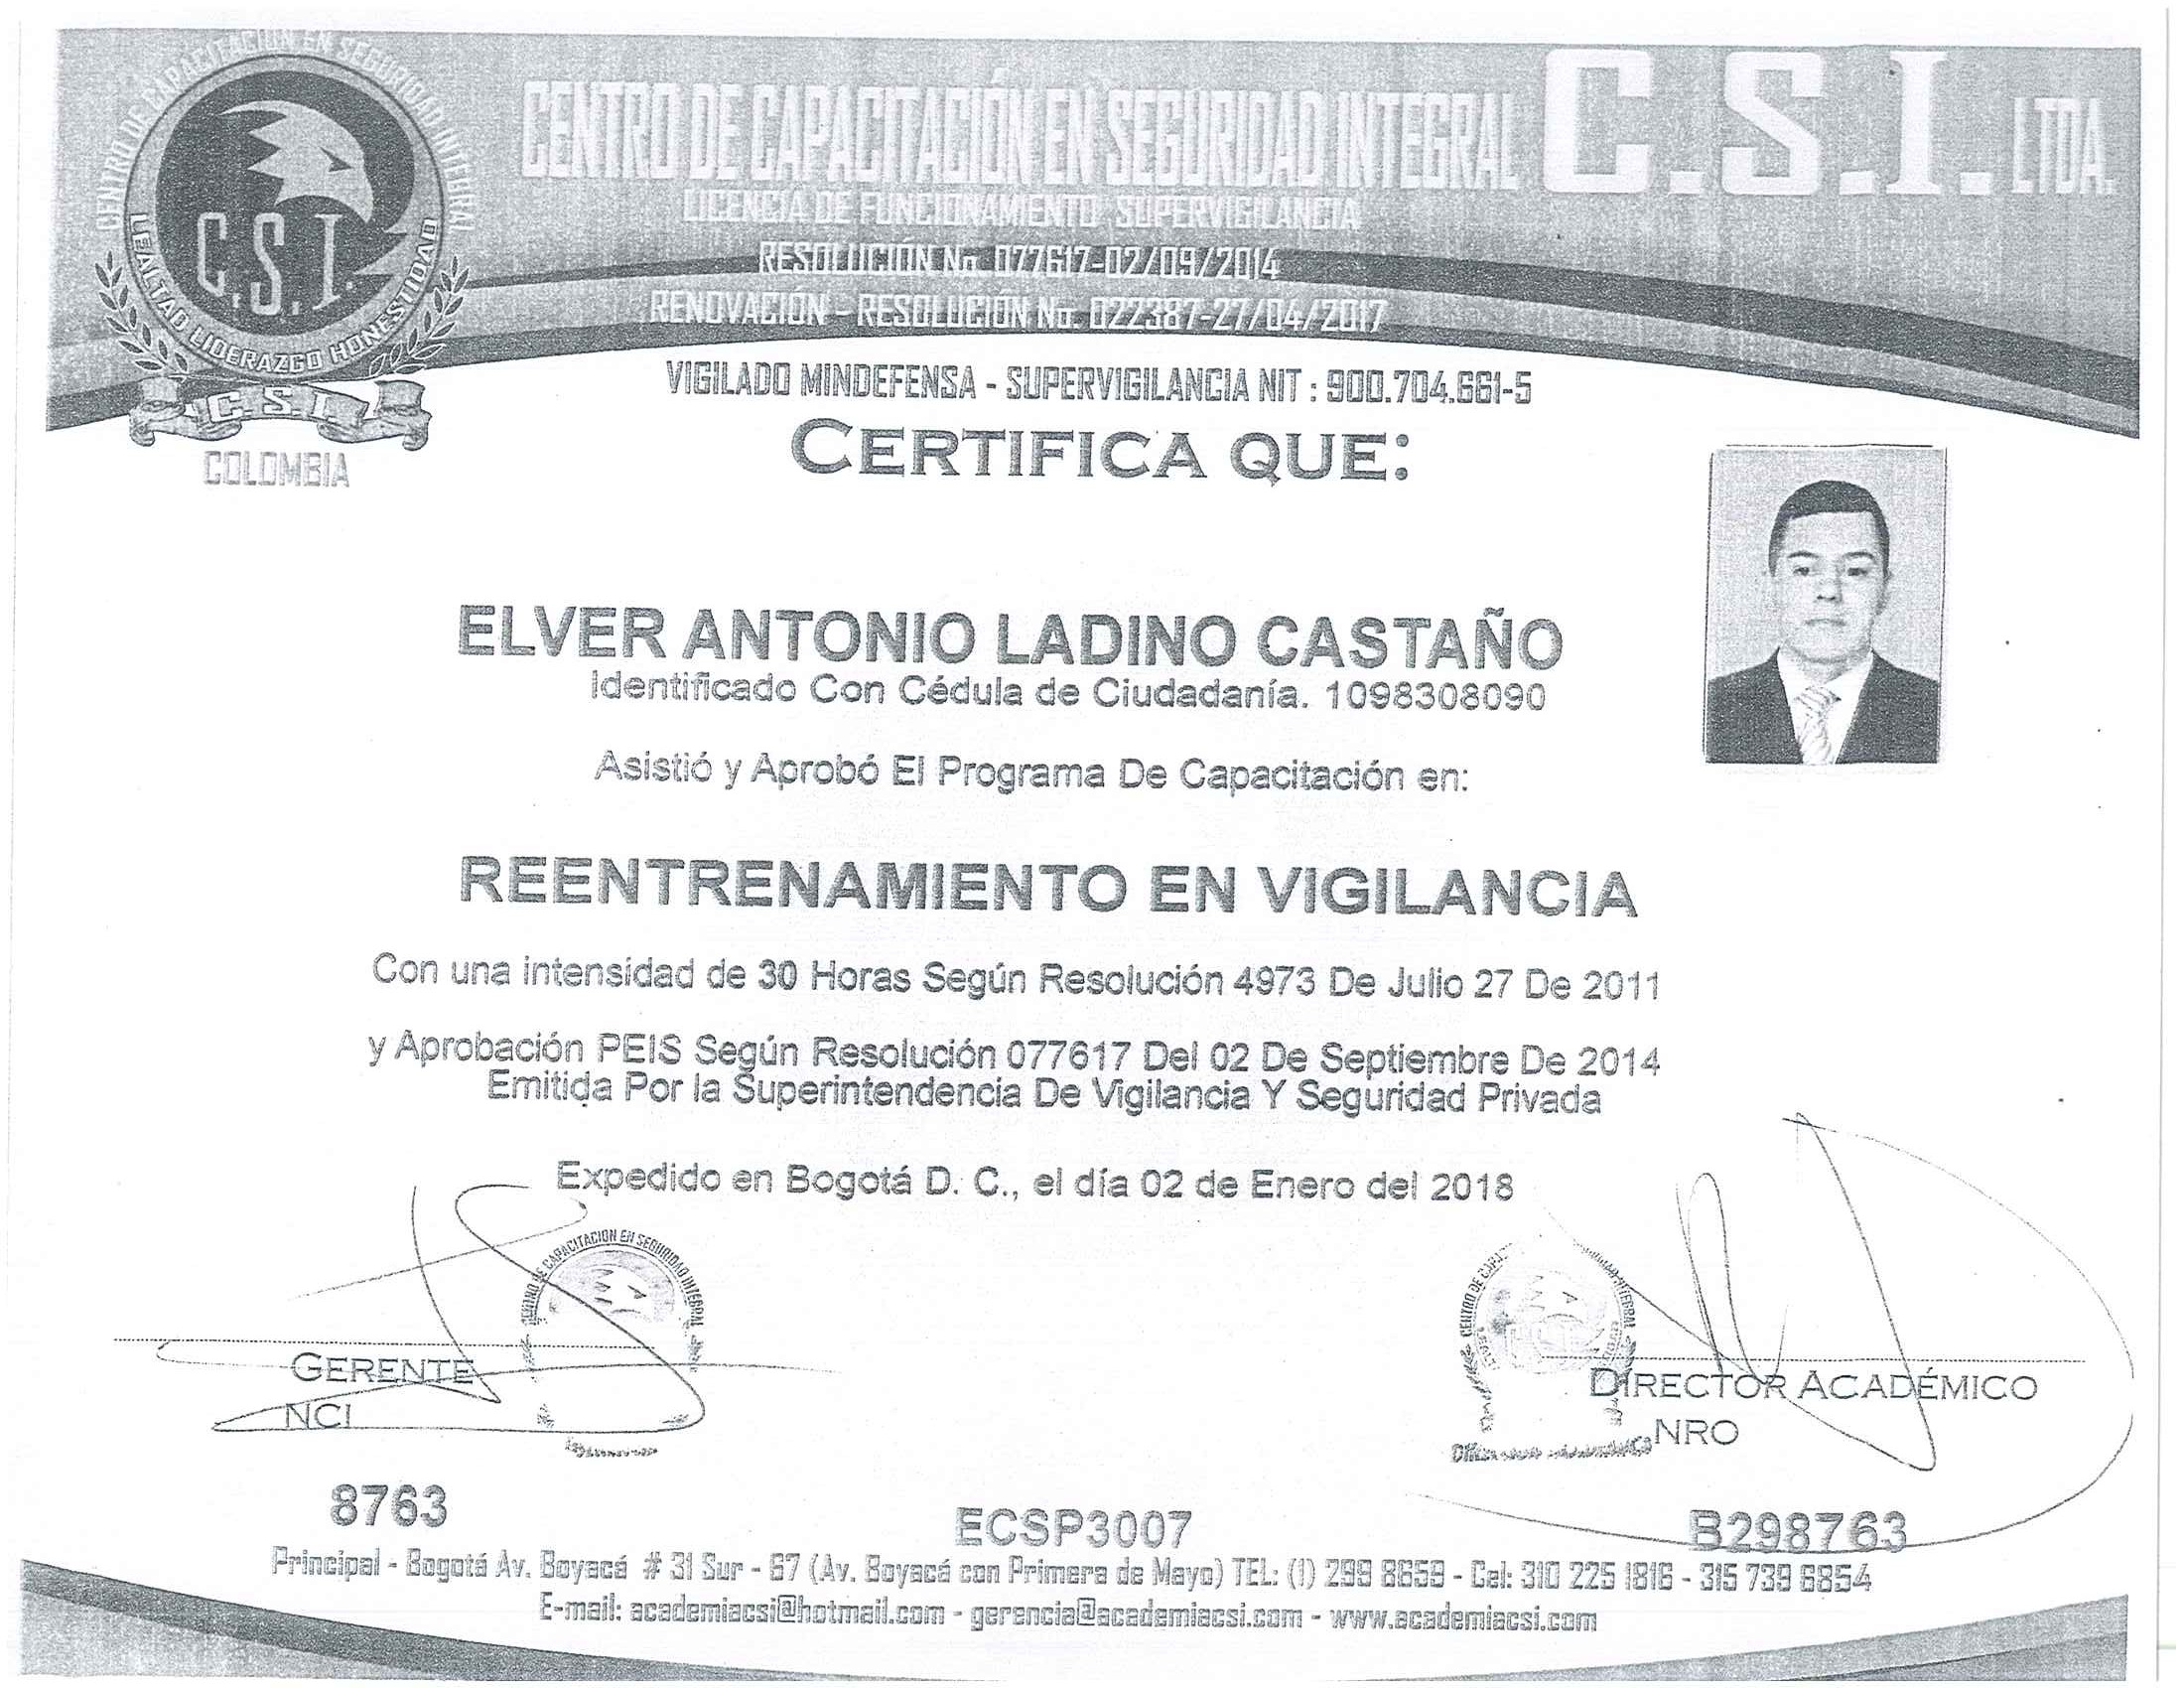 CENTRO DE CAPACITACIÓN EN SEGURIDAD INTEGRAL C.S.I. LTDA.
LICENCIA DE FUNCIONAMIENTO SUPERVIGILANCIA
RESOLUCIÓN No. 077617-02/09/2014
RENOVACIÓN - RESOLUCIÓN No. 022387-27/04/2017
VIGILADO MINDEFENSA - SUPERVIGILANCIA NIT : 900.704.661-5
CENTRO DE CAPACITACIÓN EN SEGURIDAD INTEGRAL
C.S.I.
LEALTAD LIDERAZGO HONESTIDAD
C.S.I.
COLOMBIA
CERTIFICA QUE:
ELVER ANTONIO LADINO CASTAÑO
Identificado Con Cédula de Ciudadanía. 1098308090
Asistió y Aprobó El Programa De Capacitación en:
REENTRENAMIENTO EN VIGILANCIA
Con una intensidad de 30 Horas Según Resolución 4973 De Julio 27 De 2011
y Aprobación PEIS Según Resolución 077617 Del 02 De Septiembre De 2014
Emitida Por la Superintendencia De Vigilancia Y Seguridad Privada
Expedido en Bogotá D. C., el día 02 de Enero del 2018
CENTRO DE CAPACITACION EN SEGURIDAD INTEGRAL
CENTRO DE
INTEGRAL
GERENTE
NCI
DIRECTOR ACADÉMICO
NRO
8763
ECSP3007
B298763
Principal - Bogotá Av. Boyacá # 31 Sur - 67 (Av. Boyacá con Primera de Mayo) TEL: (1) 299 8659 - Cel: 310 225 1816 - 315 739 6854
E-mail: academiacsi@hotmail.com - gerencia@academiacsi.com - www.academiacsi.com